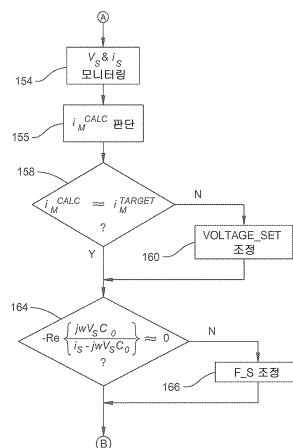 A
V_S & i_S
모니터링
154
i_M^CALC 판단
155
158
i_M^CALC ≈ i_M^TARGET
?
N
Y
VOLTAGE_SET
조정
160
164
-Re { jwV_S C_0 / i_S - jwV_S C_0 } ≈ 0
?
N
Y
F_S 조정
166
B